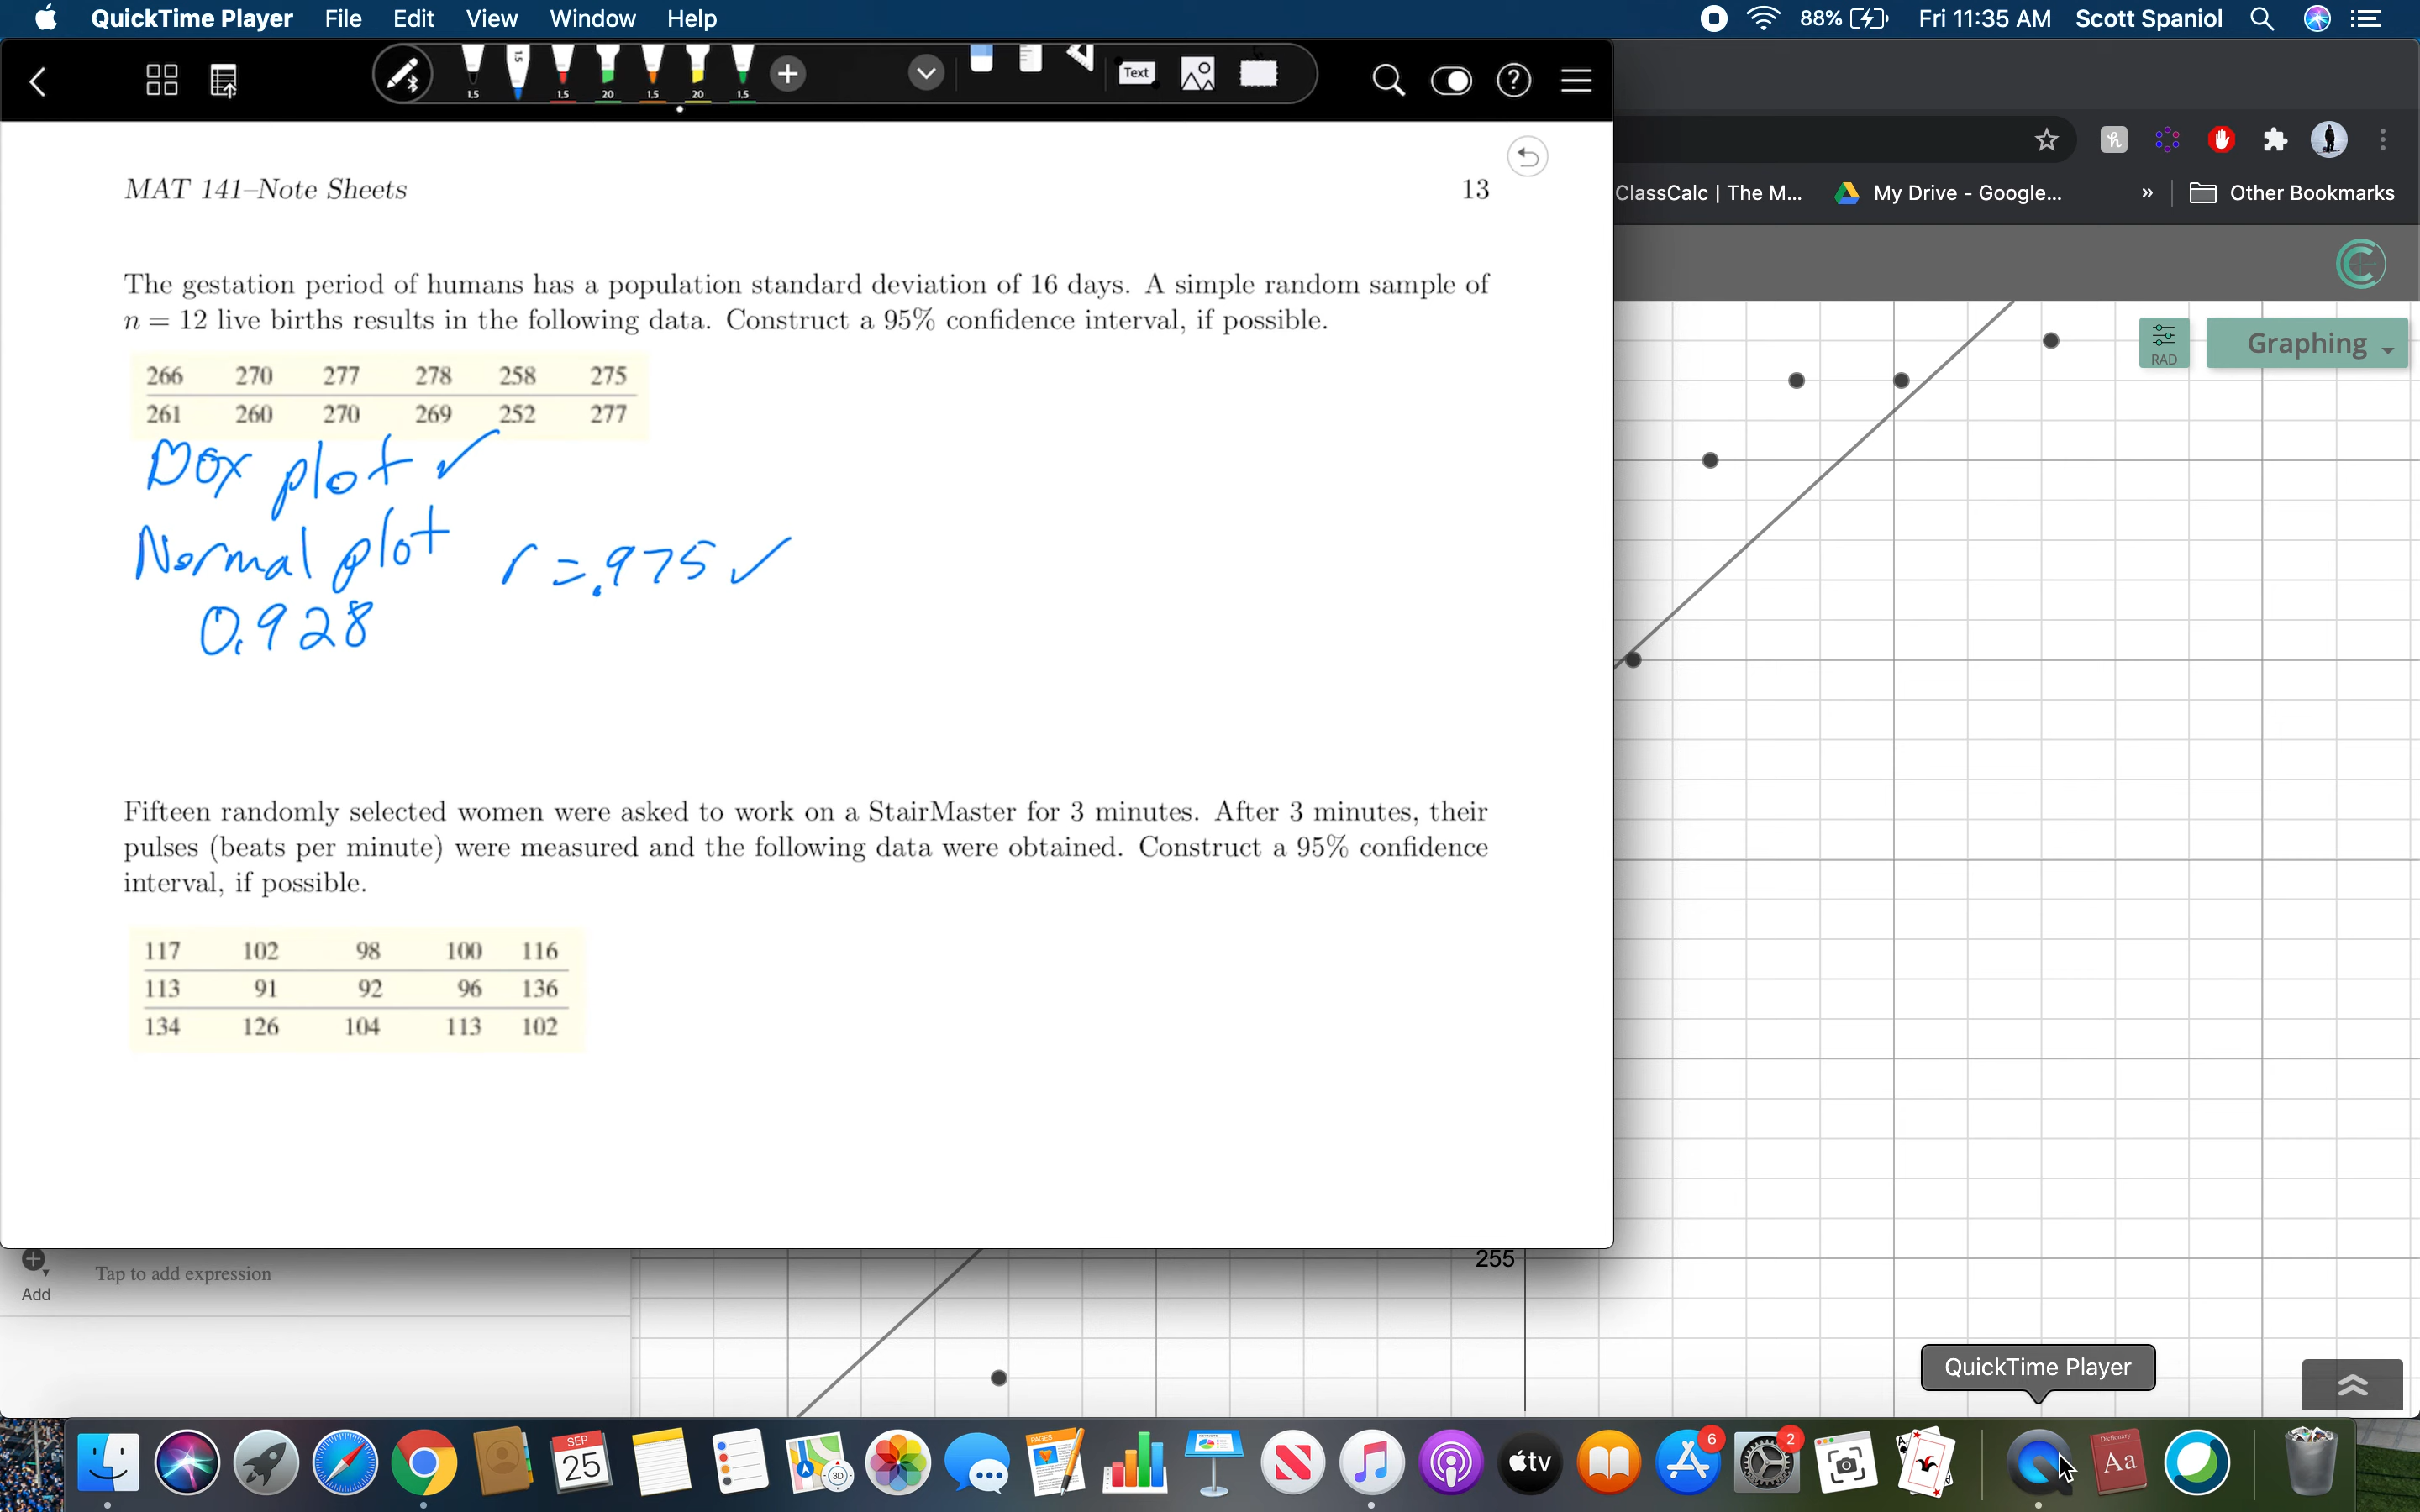 QuickTime Player File Edit View Window Help 88% Fri 11:35 AM Scott Spaniol
1.5 1.5 1.5 20 1.5 20 1.5 Text
ClassCalc | The M... My Drive - Google... » Other Bookmarks
RAD Graphing
MAT 141–Note Sheets 13
The gestation period of humans has a population standard deviation of 16 days. A simple random sample of
n = 12 live births results in the following data. Construct a 95% confidence interval, if possible.
266 270 277 278 258 275
261 260 270 269 252 277
Box plot ✓
Normal plot r = .975 ✓
0.928
Fifteen randomly selected women were asked to work on a StairMaster for 3 minutes. After 3 minutes, their
pulses (beats per minute) were measured and the following data were obtained. Construct a 95% confidence
interval, if possible.
117 102 98 100 116
113 91 92 96 136
134 126 104 113 102
255
Add Tap to add expression
QuickTime Player
SEP
25
PAGES
3D
tv
6
2
Dictionary
Aa